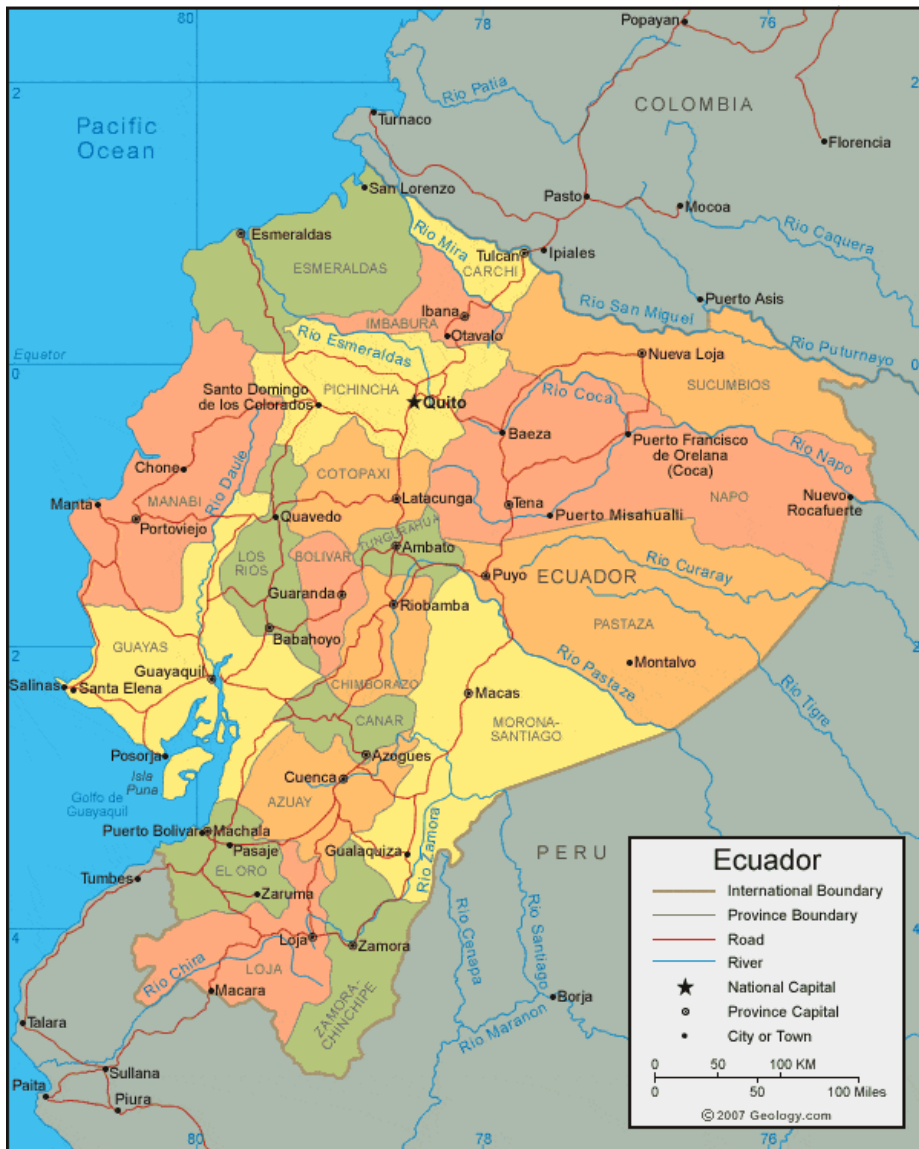 80
78
76
Popayan
2
2
Rio Patia
COLOMBIA
Pacific
Ocean
Turnaco
Florencia
San Lorenzo
Pasto
Mocoa
Rio Caquera
Esmeraldas
Rio Mira
Tulcan
Ipiales
ESMERALDAS
CARCHI
Puerto Asis
Ibana
Rio San Miguel
IMBABURA
Otavalo
Rio Esmeraldas
Rio Puturnayo
Equator
0
0
Nueva Loja
PICHINCHA
SUCUMBIOS
Santo Domingo
de los Colorados
Quito
Rio Coca
Baeza
Puerto Francisco
de Orelana
(Coca)
Rio Napo
Chone
Rio Daule
COTOPAXI
Manta
MANABI
Latacunga
Tena
NAPO
Nuevo
Rocafuerte
Portoviejo
Quavedo
Puerto Misahualli
TUNGURAHUA
Ambato
LOS
RIOS
BOLIVAR
Puyo
ECUADOR
Rio Curaray
Guaranda
Riobamba
PASTAZA
Babahoyo
GUAYAS
2
2
Montalvo
Rio Pastaze
Guayaquil
Salinas
Santa Elena
CHIMBORAZO
Macas
Rio Tigre
CANAR
MORONA-
SANTIAGO
Posorja
Azogues
Isla
Puna
Cuenca
Golfo de
Guayaquil
AZUAY
Puerto Bolivar
Machala
Pasaje
Gualaquiza
Rio Zamora
PERU
Tumbes
EL ORO
Zaruma
4
4
Loja
Zamora
Rio Cenapa
Rio Santiago
Rio Chira
LOJA
Macara
ZAMORA-
CHINCHIPE
Borja
Talara
Rio Maranon
Sullana
Paita
Piura
80
78
76
Ecuador
International Boundary
Province Boundary
Road
River
National Capital
Province Capital
City or Town
0 50 100 KM
0 50 100 Miles
© 2007 Geology.com